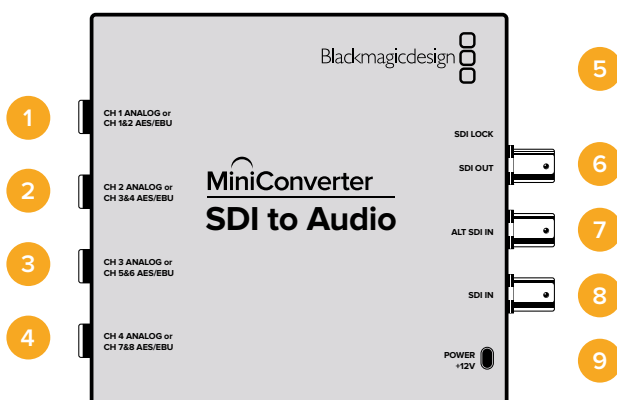 Blackmagicdesign
5
1
CH 1 ANALOG or
CH 1&2 AES/EBU
SDI LOCK
SDI OUT
6
2
CH 2 ANALOG or
CH 3&4 AES/EBU
MiniConverter
SDI to Audio
ALT SDI IN
7
3
CH 3 ANALOG or
CH 5&6 AES/EBU
SDI IN
8
4
CH 4 ANALOG or
CH 7&8 AES/EBU
POWER
+12V
9